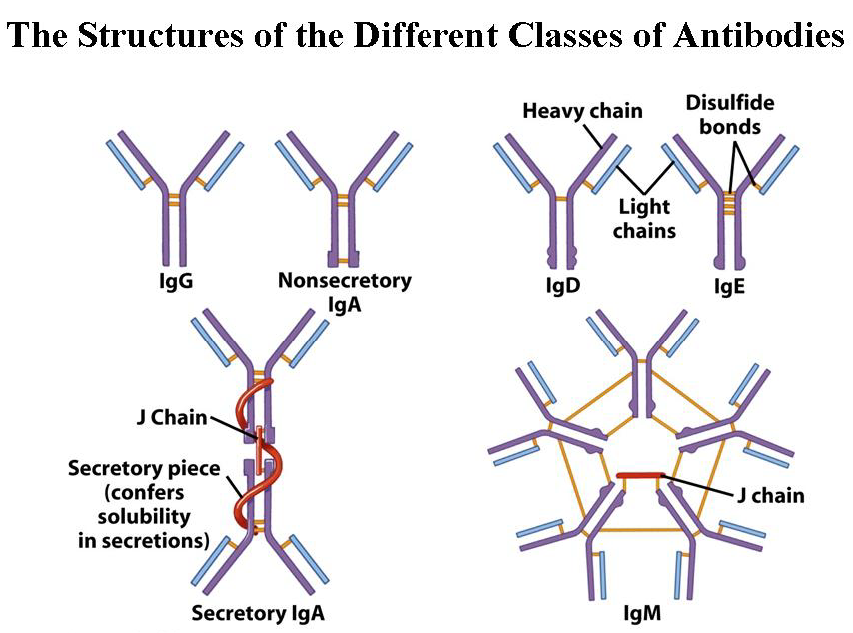 The Structures of the Different Classes of Antibodies
Heavy chain
Disulfide
bonds
Light
chains
IgG
Nonsecretory
IgA
IgD
IgE
J Chain
Secretory piece
(confers
solubility
in secretions)
J chain
Secretory IgA
IgM